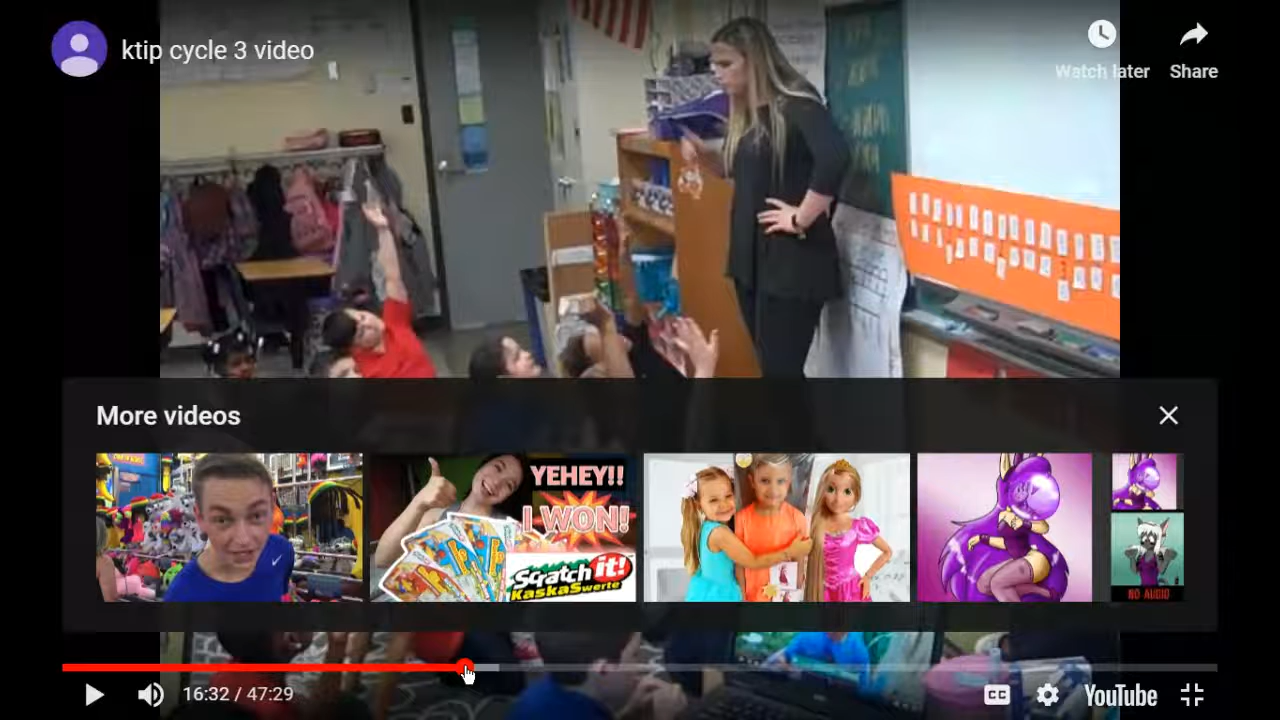 ktip cycle 3 video
Watch later
Share
More videos
YEHEY!!
I WON!
Scratch it!
KaskaSwerte
NO AUDIO
16:32 / 47:29
CC
YouTube